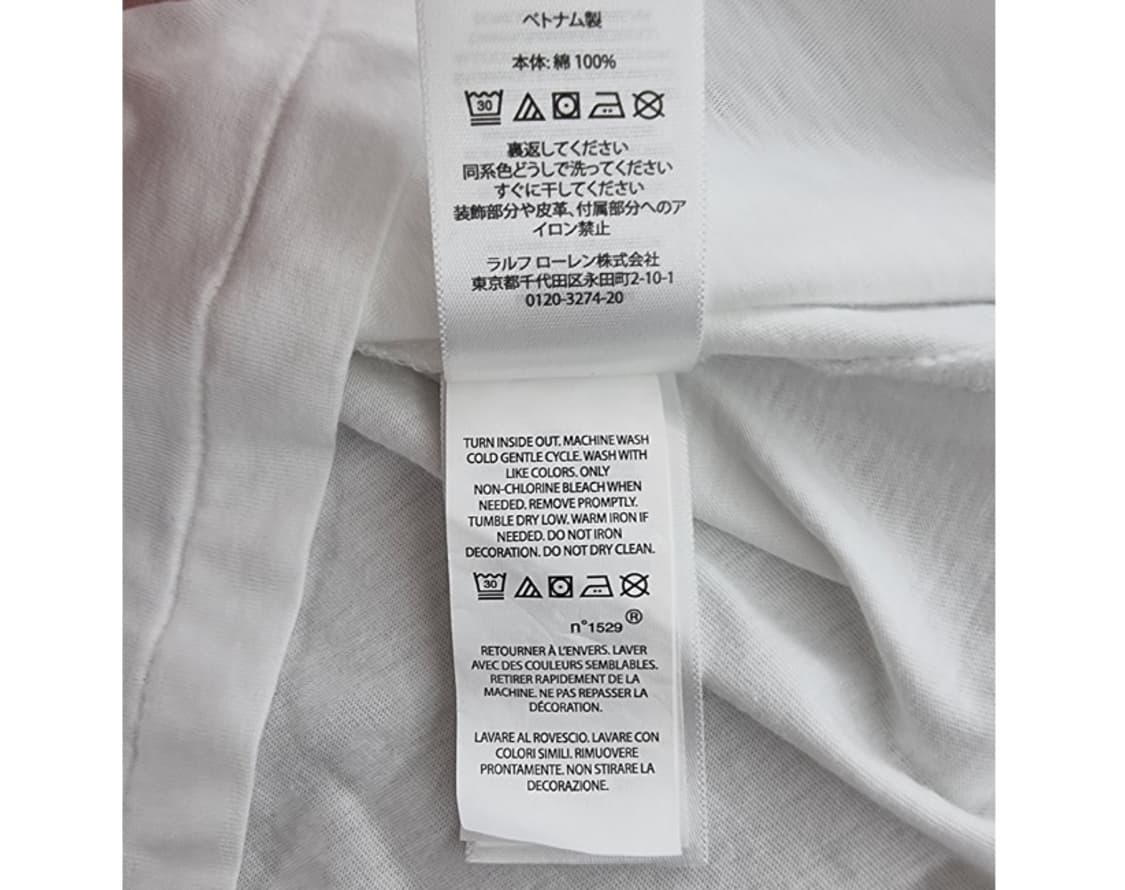 ベトナム製
本体: 綿 100%
30
裏返してください
同系色どうしで洗ってください
すぐに干してください
装飾部分や皮革、付属部分へのア
イロン禁止
ラルフ ローレン株式会社
東京都千代田区永田町2-10-1
0120-3274-20
TURN INSIDE OUT. MACHINE WASH
COLD GENTLE CYCLE. WASH WITH
LIKE COLORS. ONLY
NON-CHLORINE BLEACH WHEN
NEEDED. REMOVE PROMPTLY.
TUMBLE DRY LOW. WARM IRON IF
NEEDED. DO NOT IRON
DECORATION. DO NOT DRY CLEAN.
30
n°1529®
RETOURNER À L'ENVERS. LAVER
AVEC DES COULEURS SEMBLABLES.
RETIRER RAPIDEMENT DE LA
MACHINE. NE PAS REPASSER LA
DÉCORATION.
LAVARE AL ROVESCIO. LAVARE CON
COLORI SIMILI. RIMUOVERE
PRONTAMENTE. NON STIRARE LA
DECORAZIONE.